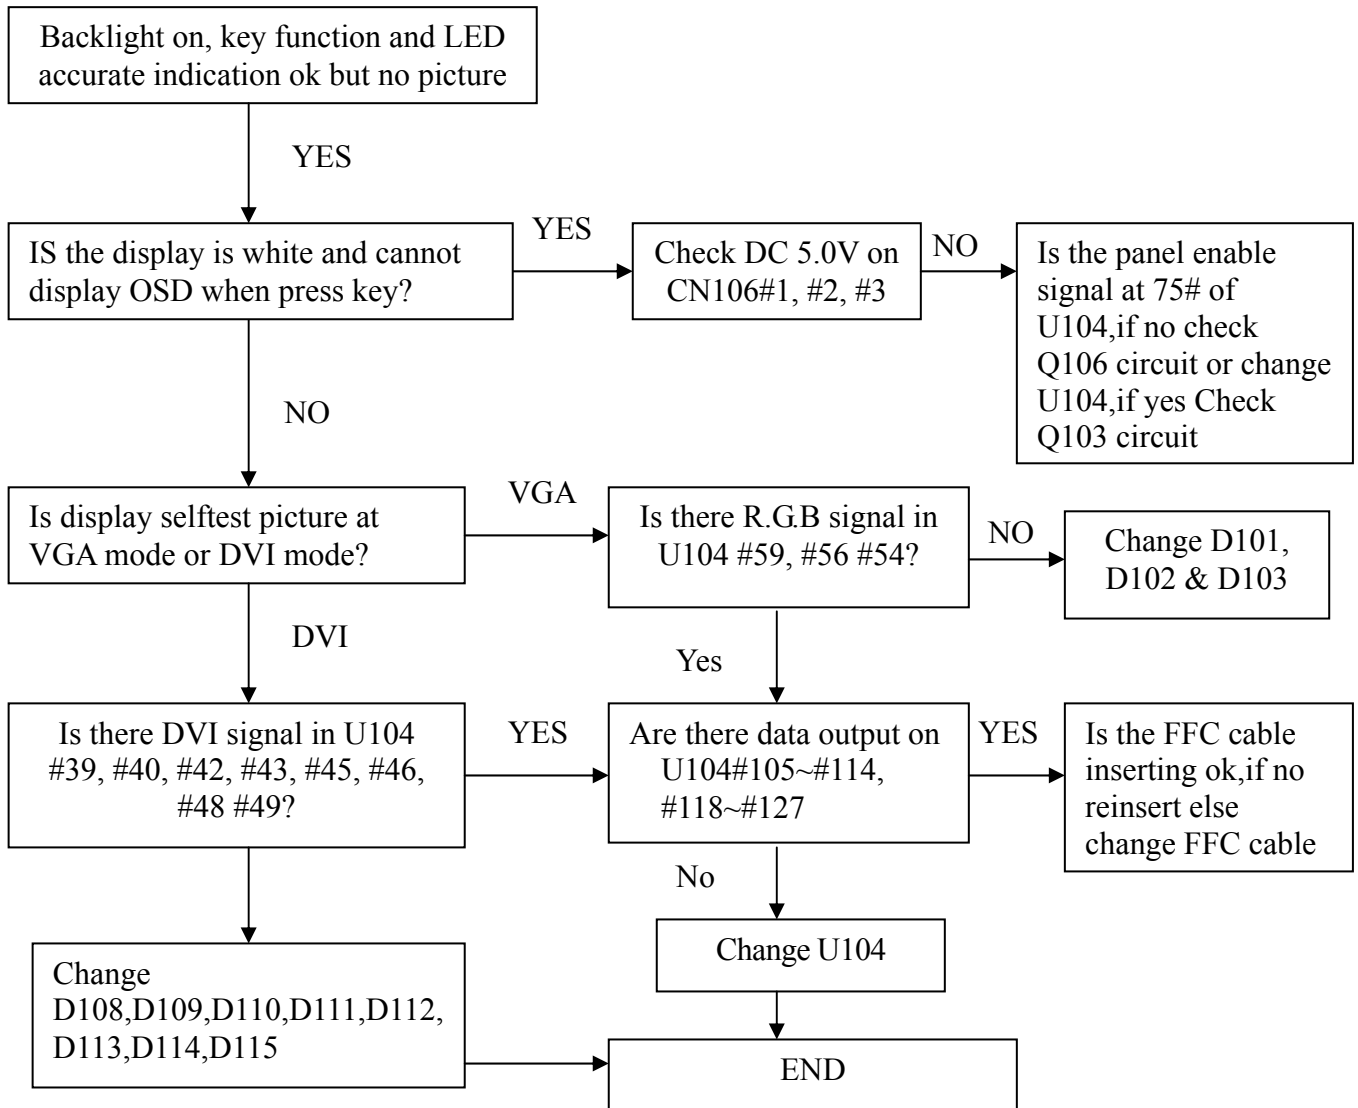 Backlight on, key function and LED
accurate indication ok but no picture
YES
IS the display is white and cannot
display OSD when press key?
YES
Check DC 5.0V on
CN106#1, #2, #3
NO
Is the panel enable
signal at 75# of
U104,if no check
Q106 circuit or change
U104,if yes Check
Q103 circuit
NO
Is display selftest picture at
VGA mode or DVI mode?
VGA
Is there R.G.B signal in
U104 #59, #56 #54?
NO
Change D101,
D102 & D103
DVI
Yes
Is there DVI signal in U104
#39, #40, #42, #43, #45, #46,
#48 #49?
YES
Are there data output on
U104#105~#114,
#118~#127
YES
Is the FFC cable
inserting ok,if no
reinsert else
change FFC cable
No
Change U104
Change
D108,D109,D110,D111,D112,
D113,D114,D115
END